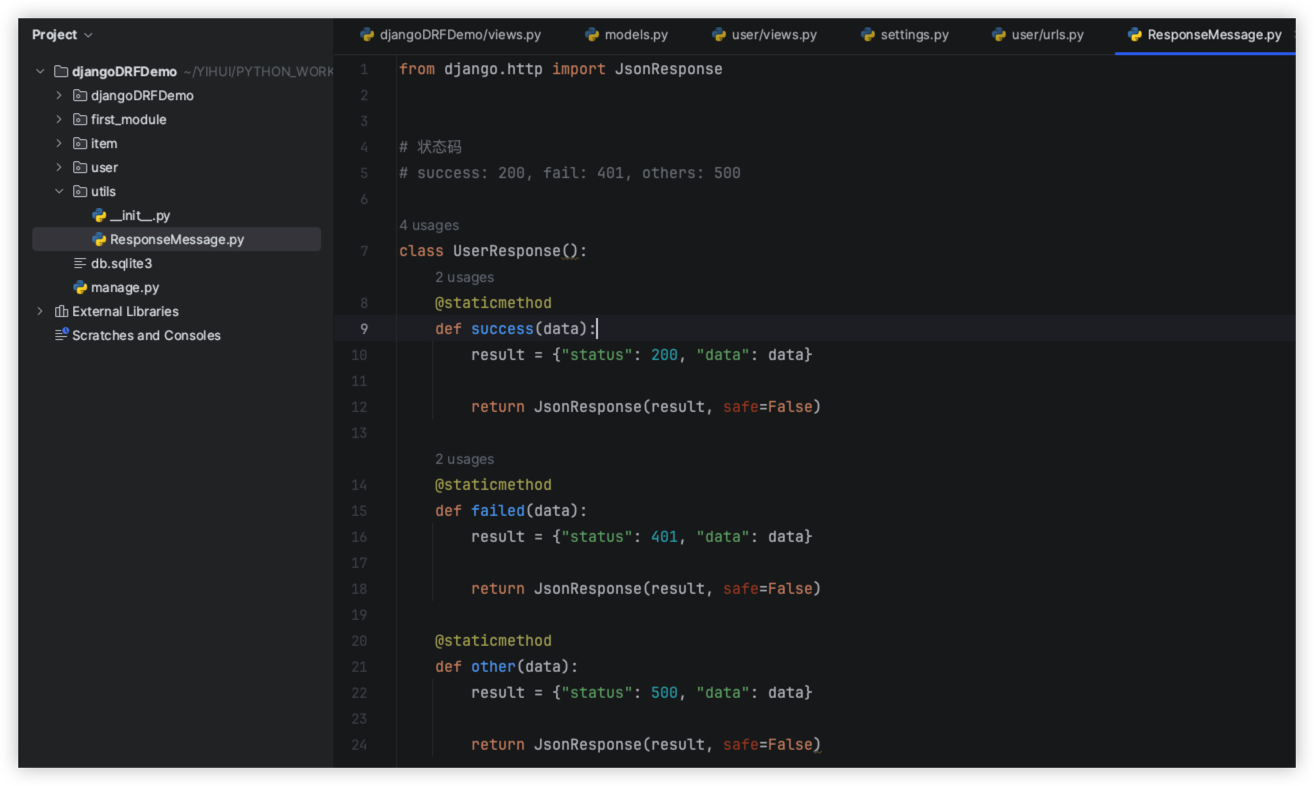 Project
djangoDRFDemo/views.py models.py user/views.py settings.py user/urls.py ResponseMessage.py
djangoDRFDemo ~/YIHUI/PYTHON_WORK
djangoDRFDemo
first_module
item
user
utils
__init__.py
ResponseMessage.py
db.sqlite3
manage.py
External Libraries
Scratches and Consoles
1 from django.http import JsonResponse
2
3
4 # 状态码
5 # success: 200, fail: 401, others: 500
6
4 usages
7 class UserResponse():
2 usages
8 @staticmethod
9 def success(data):
10 result = {"status": 200, "data": data}
11
12 return JsonResponse(result, safe=False)
13
2 usages
14 @staticmethod
15 def failed(data):
16 result = {"status": 401, "data": data}
17
18 return JsonResponse(result, safe=False)
19
20 @staticmethod
21 def other(data):
22 result = {"status": 500, "data": data}
23
24 return JsonResponse(result, safe=False)